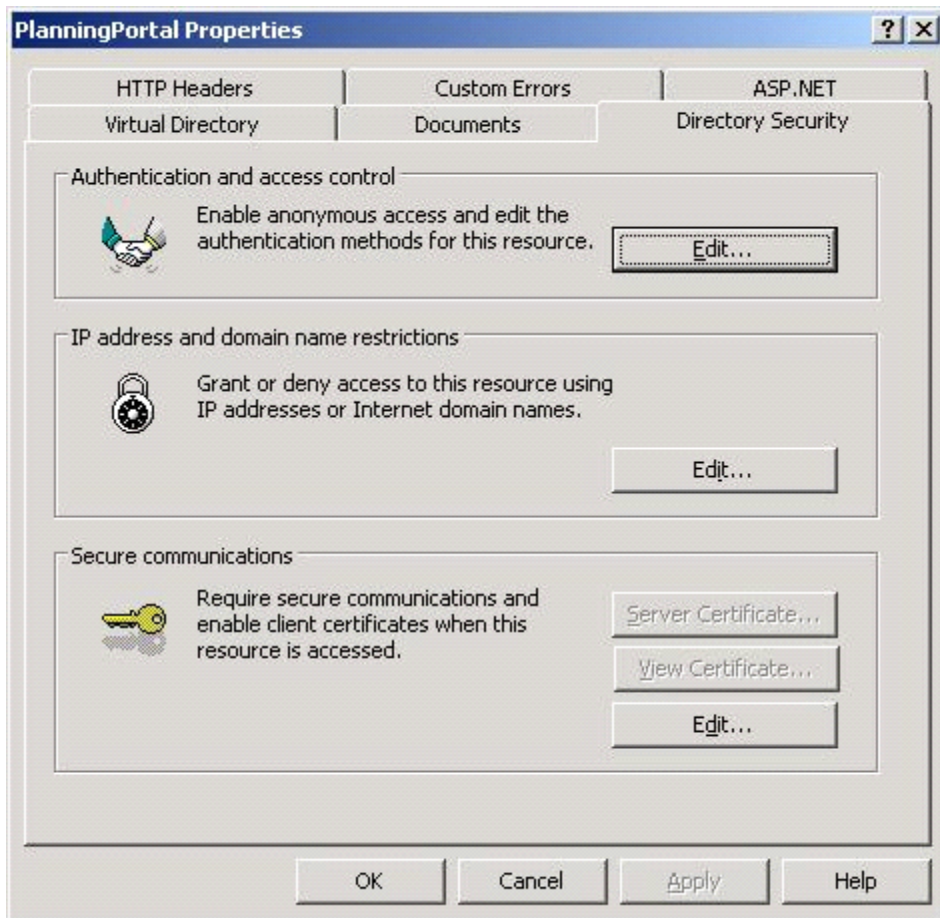 PlanningPortal Properties
HTTP Headers
Custom Errors
ASP.NET
Virtual Directory
Documents
Directory Security
Authentication and access control
Enable anonymous access and edit the
authentication methods for this resource.
Edit...
IP address and domain name restrictions
Grant or deny access to this resource using
IP addresses or Internet domain names.
Edit...
Secure communications
Require secure communications and
enable client certificates when this
resource is accessed.
Server Certificate...
View Certificate...
Edit...
OK
Cancel
Apply
Help